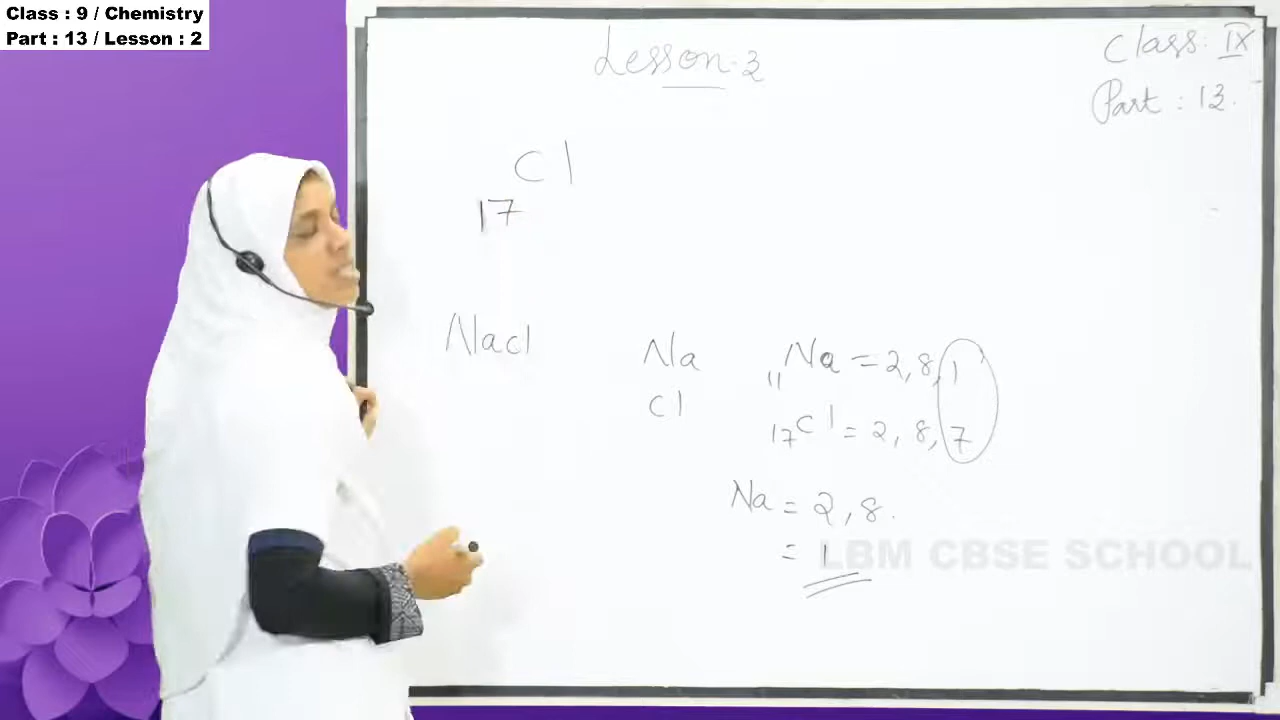 Class : 9 / Chemistry
Part : 13 / Lesson : 2
Lesson. 2
Class: IX
Part : 13.
Cl
17
Nacl
Na
Cl
11Na = 2, 8, 1
17Cl = 2, 8, 7
Na = 2, 8.
= 1
LBM CBSE SCHOOL